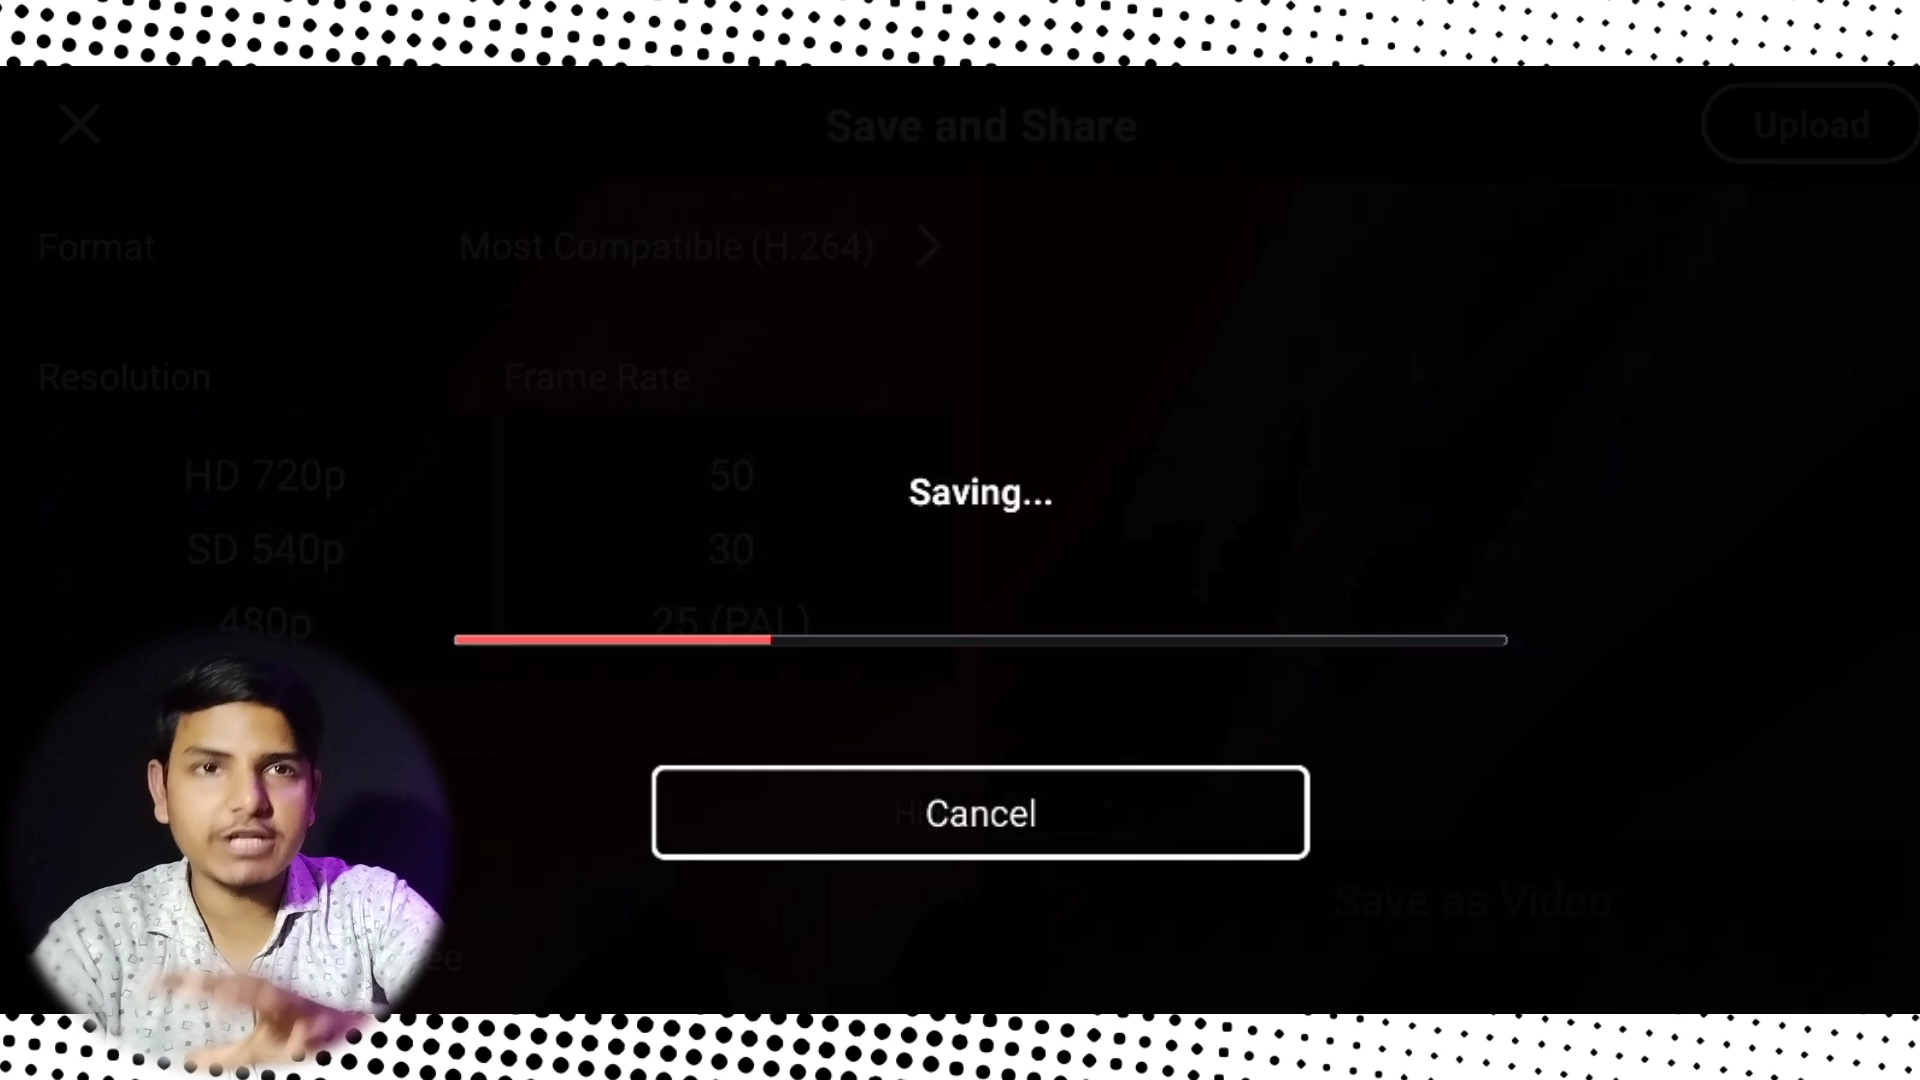 Save and Share
Upload
Format
Most Compatible (H.264)
Resolution
Frame Rate
HD 720p
50
Saving...
SD 540p
30
480p
25 (PAL)
Cancel
Save as Video